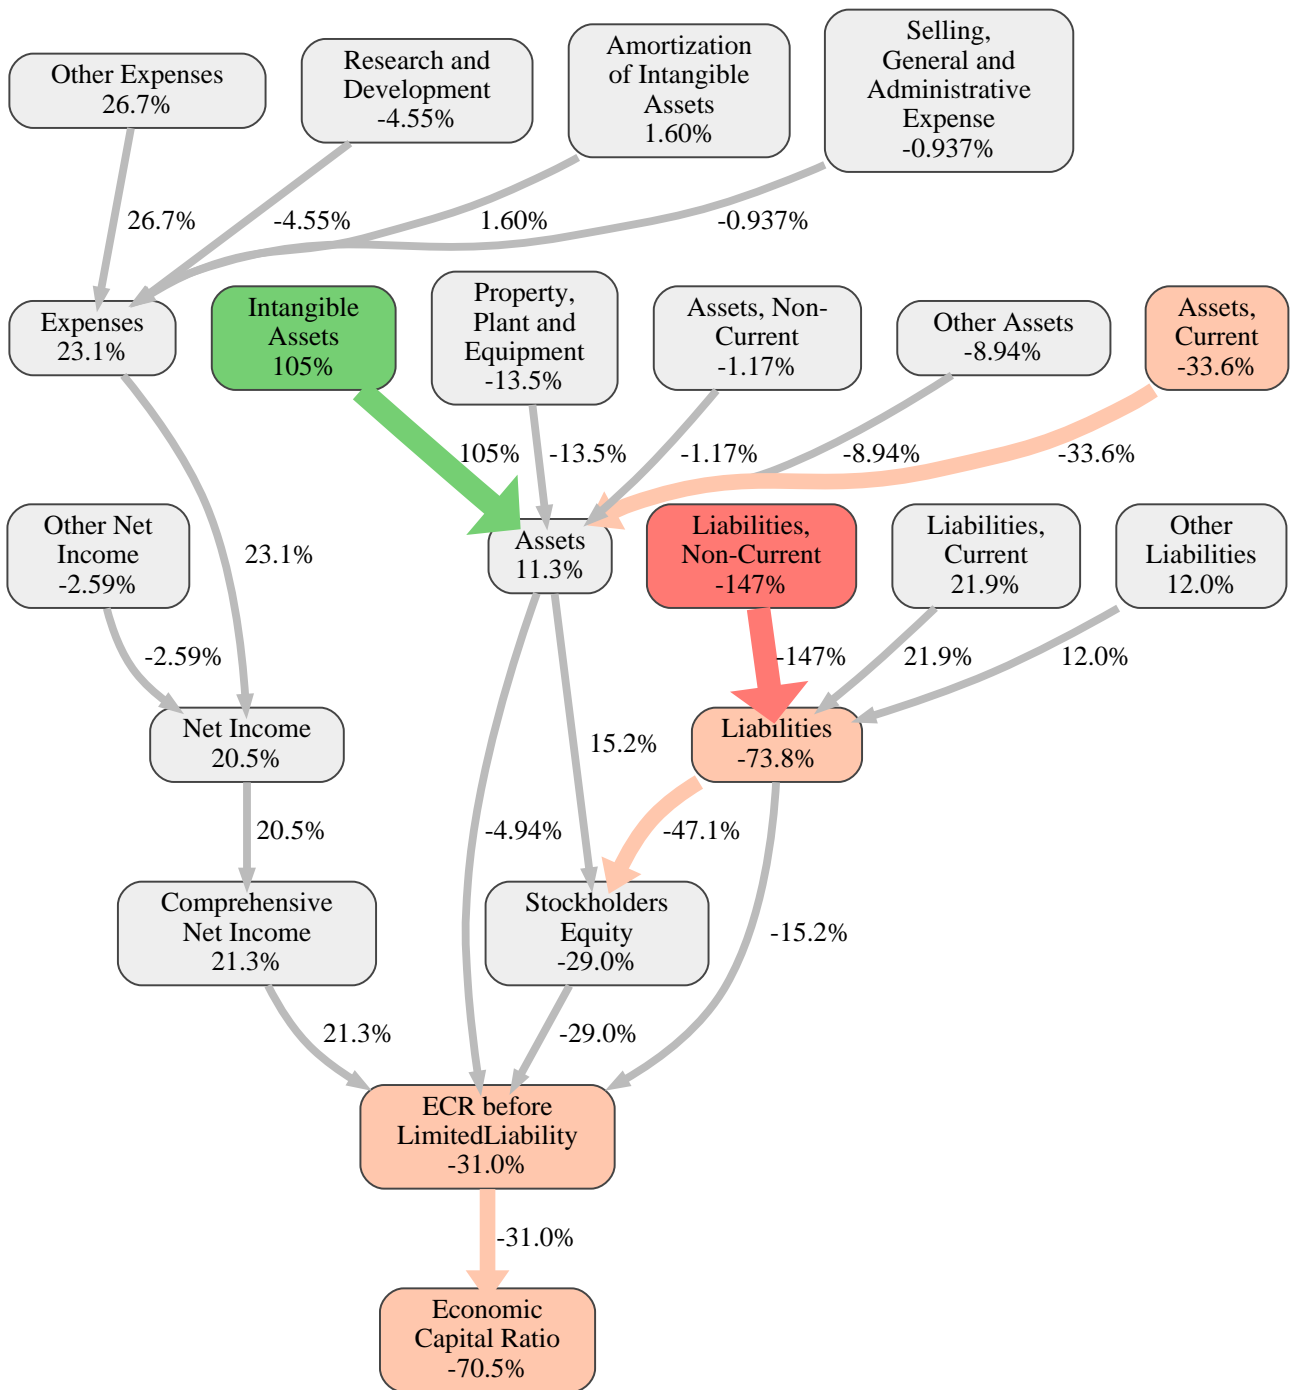 Other Expenses
26.7%
Research and
Development
-4.55%
Amortization
of Intangible
Assets
1.60%
Selling,
General and
Administrative
Expense
-0.937%
26.7%
-4.55%
1.60%
-0.937%
Expenses
23.1%
Intangible
Assets
105%
Property,
Plant and
Equipment
-13.5%
Assets, Non-
Current
-1.17%
Other Assets
-8.94%
Assets,
Current
-33.6%
105%
-13.5%
-1.17%
-8.94%
-33.6%
Other Net
Income
-2.59%
23.1%
Assets
11.3%
Liabilities,
Non-Current
-147%
Liabilities,
Current
21.9%
Other
Liabilities
12.0%
-2.59%
-147%
21.9%
12.0%
Net Income
20.5%
15.2%
Liabilities
-73.8%
20.5%
-4.94%
-47.1%
Comprehensive
Net Income
21.3%
Stockholders
Equity
-29.0%
-15.2%
21.3%
-29.0%
ECR before
LimitedLiability
-31.0%
-31.0%
Economic
Capital Ratio
-70.5%